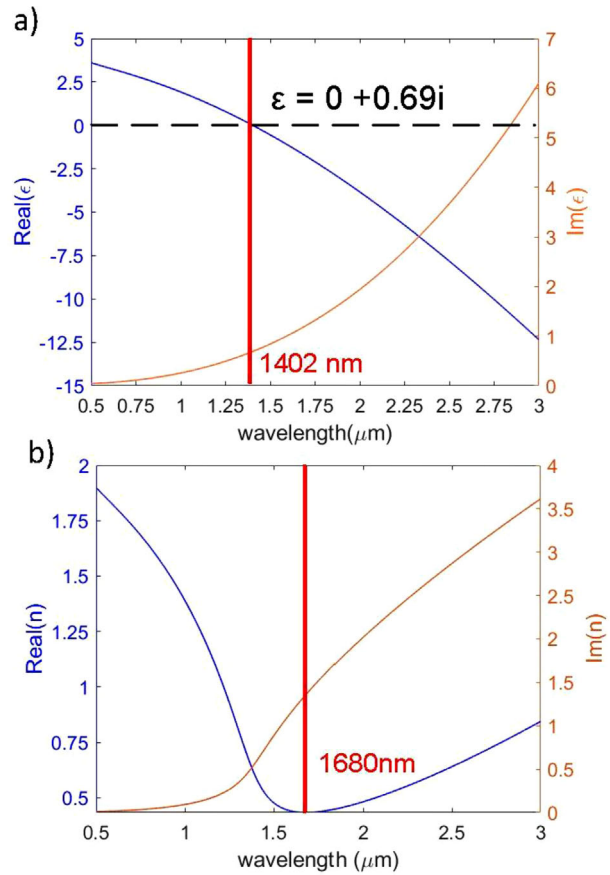 a)
5
2.5
0
-2.5
-5
-7.5
-10
-12.5
-15
Real(ϵ)
ε = 0 +0.69i
1402 nm
7
6
5
4
3
2
1
0
Im(ϵ)
0.5 0.75 1 1.25 1.5 1.75 2 2.25 2.5 2.75 3
wavelength(μm)
b)
2
1.75
1.5
1.25
1
0.75
0.5
Real(n)
1680nm
4
3.5
3
2.5
2
1.5
1
0.5
0
Im(n)
0.5 1 1.5 2 2.5 3
wavelength (μm)